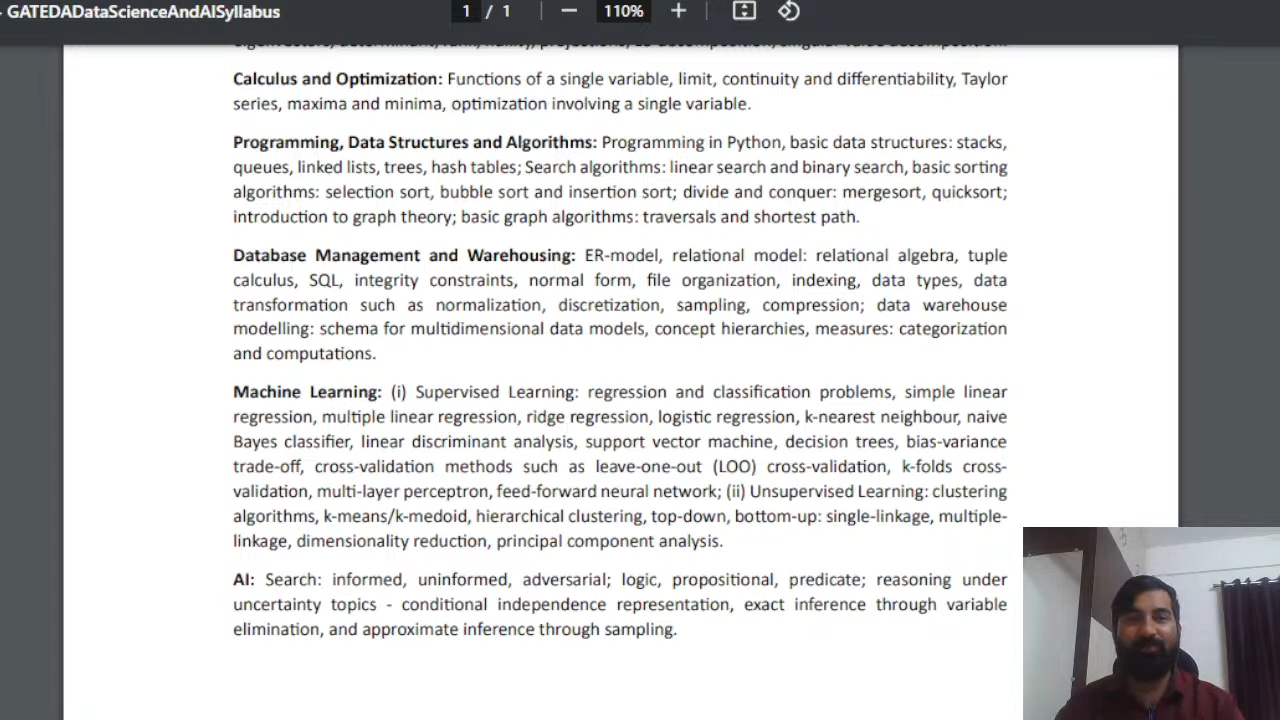 GATEDADataScienceAndAISyllabus
1 / 1
110%
Calculus and Optimization: Functions of a single variable, limit, continuity and differentiability, Taylor
series, maxima and minima, optimization involving a single variable.
Programming, Data Structures and Algorithms: Programming in Python, basic data structures: stacks,
queues, linked lists, trees, hash tables; Search algorithms: linear search and binary search, basic sorting
algorithms: selection sort, bubble sort and insertion sort; divide and conquer: mergesort, quicksort;
introduction to graph theory; basic graph algorithms: traversals and shortest path.
Database Management and Warehousing: ER-model, relational model: relational algebra, tuple
calculus, SQL, integrity constraints, normal form, file organization, indexing, data types, data
transformation such as normalization, discretization, sampling, compression; data warehouse
modelling: schema for multidimensional data models, concept hierarchies, measures: categorization
and computations.
Machine Learning: (i) Supervised Learning: regression and classification problems, simple linear
regression, multiple linear regression, ridge regression, logistic regression, k-nearest neighbour, naive
Bayes classifier, linear discriminant analysis, support vector machine, decision trees, bias-variance
trade-off, cross-validation methods such as leave-one-out (LOO) cross-validation, k-folds cross-
validation, multi-layer perceptron, feed-forward neural network; (ii) Unsupervised Learning: clustering
algorithms, k-means/k-medoid, hierarchical clustering, top-down, bottom-up: single-linkage, multiple-
linkage, dimensionality reduction, principal component analysis.
AI: Search: informed, uninformed, adversarial; logic, propositional, predicate; reasoning under
uncertainty topics - conditional independence representation, exact inference through variable
elimination, and approximate inference through sampling.